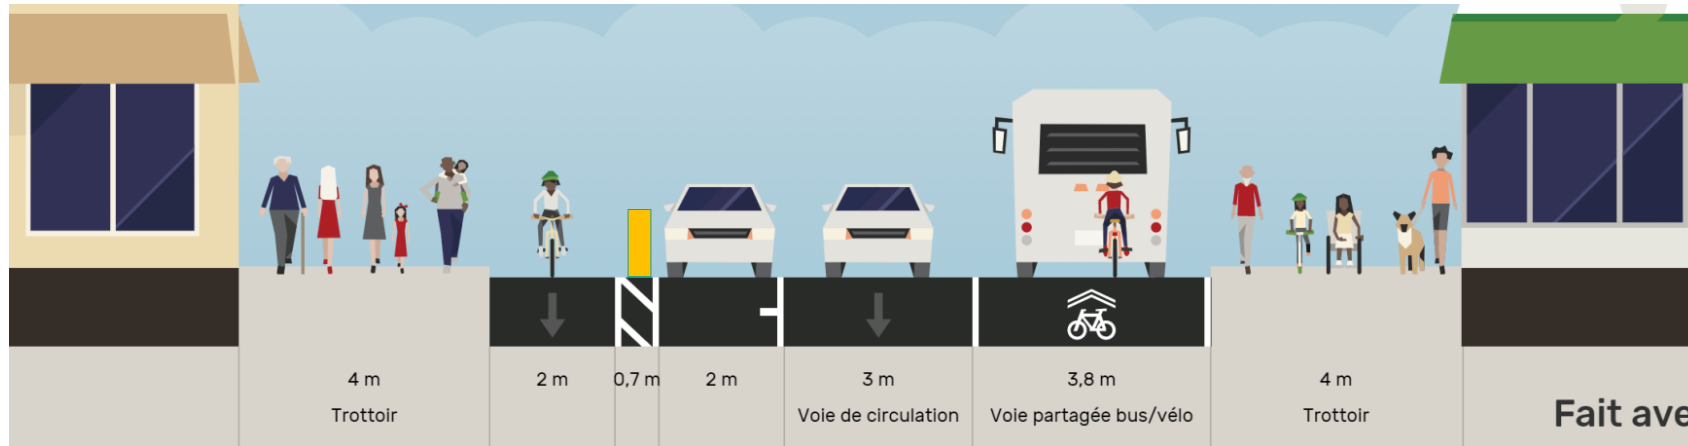 4 m
2 m
0,7 m
2 m
3 m
3,8 m
4 m
Trottoir
Voie de circulation
Voie partagée bus/vélo
Trottoir
Fait ave